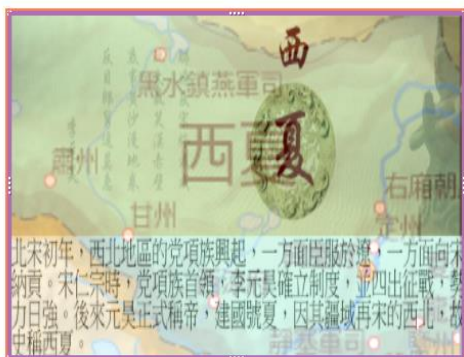 西
夏
黑水鎮燕軍司
西夏
肅州
右廂朝
甘州
北宋初年，西北地區的党項族興起，一方面臣服於遼，一方面向宋
納貢。宋仁宗時，党項族首領，李元昊確立制度，並四出征戰，勢
力日強。後來元昊正式稱帝，建國號夏，因其疆域再宋的西北，故
史稱西夏。